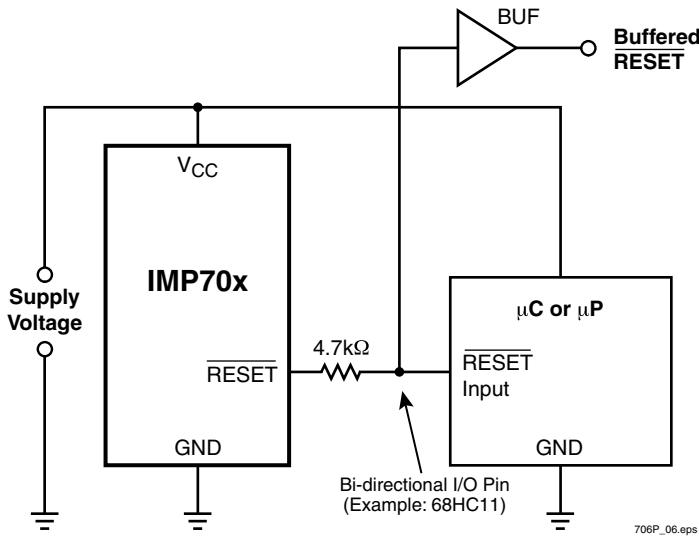 BUF
Buffered
RESET
VCC
IMP70x
Supply
Voltage
μC or μP
4.7kΩ
RESET
RESET
Input
GND
GND
Bi-directional I/O Pin
(Example: 68HC11)
706P_06.eps